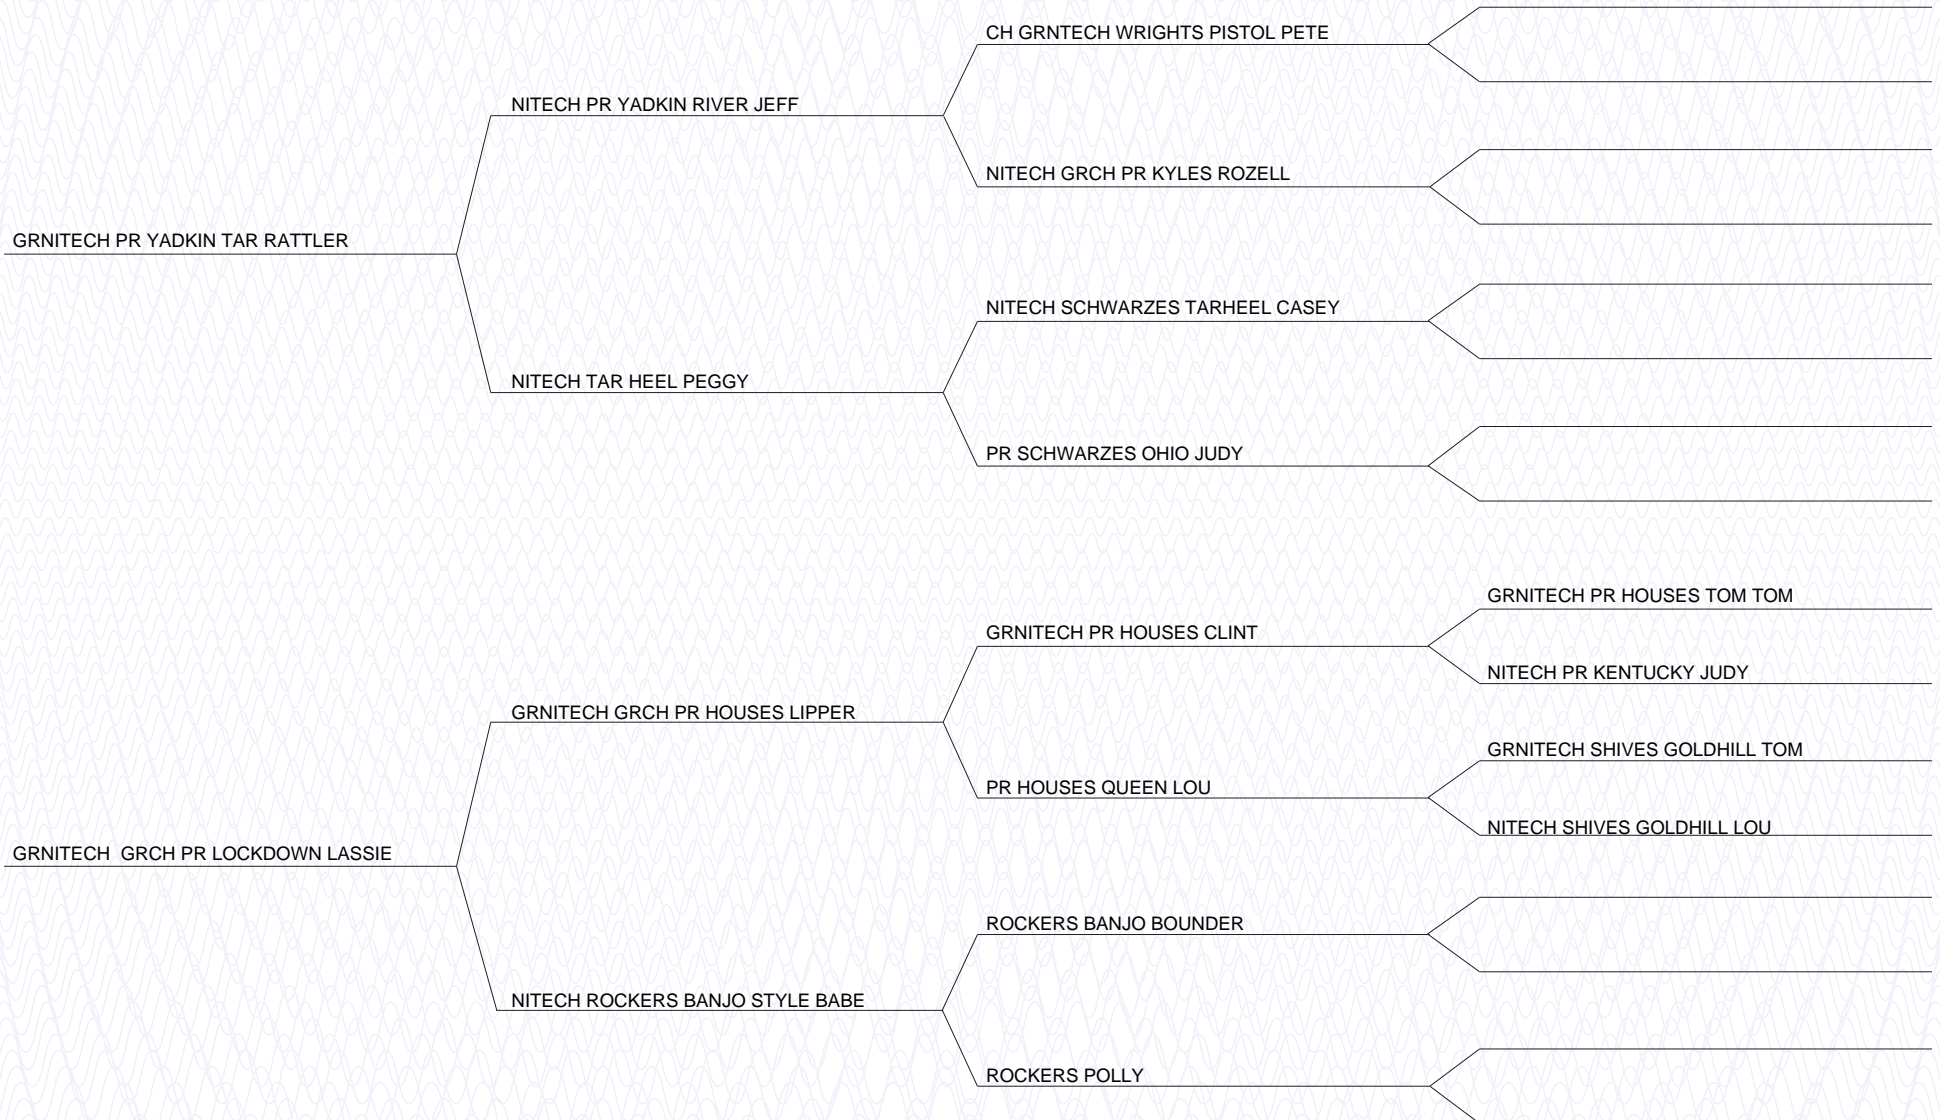 CH GRNTECH WRIGHTS PISTOL PETE
NITECH PR YADKIN RIVER JEFF
NITECH GRCH PR KYLES ROZELL
GRNITECH PR YADKIN TAR RATTLER
NITECH SCHWARZES TARHEEL CASEY
NITECH TAR HEEL PEGGY
PR SCHWARZES OHIO JUDY
GRNITECH PR HOUSES TOM TOM
GRNITECH PR HOUSES CLINT
NITECH PR KENTUCKY JUDY
GRNITECH GRCH PR HOUSES LIPPER
GRNITECH SHIVES GOLDHILL TOM
PR HOUSES QUEEN LOU
NITECH SHIVES GOLDHILL LOU
GRNITECH  GRCH PR LOCKDOWN LASSIE
ROCKERS BANJO BOUNDER
NITECH ROCKERS BANJO STYLE BABE
ROCKERS POLLY